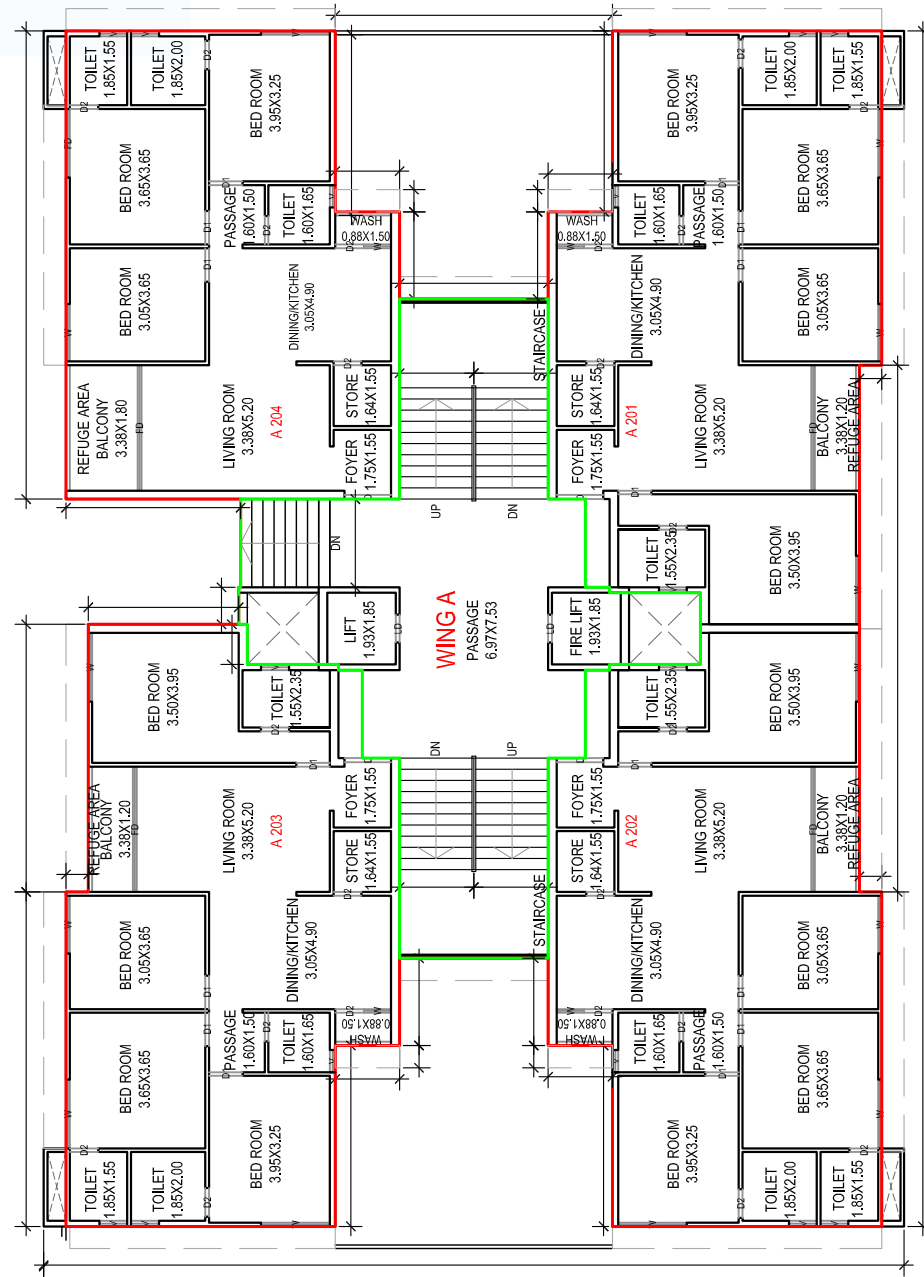 TOILET
1.85X1.55
TOILET
1.85X2.00
BED ROOM
3.95X3.25
BED ROOM
3.65X3.65
PASSAGE
1.60X1.50
TOILET
1.60X1.65
WASH
0.88X1.50
BED ROOM
3.05X3.65
DINING/KITCHEN
3.05X4.90
REFUGE AREA
BALCONY
3.38X1.80
LIVING ROOM
3.38X5.20
A 204
STORE
1.64X1.55
FOYER
1.75X1.55
BED ROOM
3.95X3.25
TOILET
1.85X2.00
TOILET
1.85X1.55
BED ROOM
3.65X3.65
PASSAGE
1.60X1.50
TOILET
1.60X1.65
WASH
0.88X1.50
BED ROOM
3.05X3.65
DINING/KITCHEN
3.05X4.90
STORE
1.64X1.55
FOYER
1.75X1.55
A 201
LIVING ROOM
3.38X5.20
BALCONY
3.38X1.20
REFUGE AREA
TOILET
1.55X2.35
BED ROOM
3.50X3.95
STAIRCASE
UP
DN
DN
LIFT
1.93X1.85
LD
WING A
PASSAGE
6.97X7.53
LD
FIRE LIFT
1.93X1.85
DN
UP
STAIRCASE
BED ROOM
3.50X3.95
TOILET
1.55X2.35
REFUGE AREA
BALCONY
3.38X1.20
LIVING ROOM
3.38X5.20
A 203
FOYER
1.75X1.55
STORE
1.64X1.55
BED ROOM
3.05X3.65
DINING/KITCHEN
3.05X4.90
BED ROOM
3.65X3.65
PASSAGE
1.60X1.50
TOILET
1.60X1.65
WASH
0.88X1.50
TOILET
1.85X1.55
TOILET
1.85X2.00
BED ROOM
3.95X3.25
TOILET
1.55X2.35
BED ROOM
3.50X3.95
FOYER
1.75X1.55
STORE
1.64X1.55
A 202
LIVING ROOM
3.38X5.20
BALCONY
3.38X1.20
REFUGE AREA
DINING/KITCHEN
3.05X4.90
BED ROOM
3.05X3.65
WASH
0.88X1.50
TOILET
1.60X1.65
PASSAGE
1.60X1.50
BED ROOM
3.65X3.65
BED ROOM
3.95X3.25
TOILET
1.85X2.00
TOILET
1.85X1.55